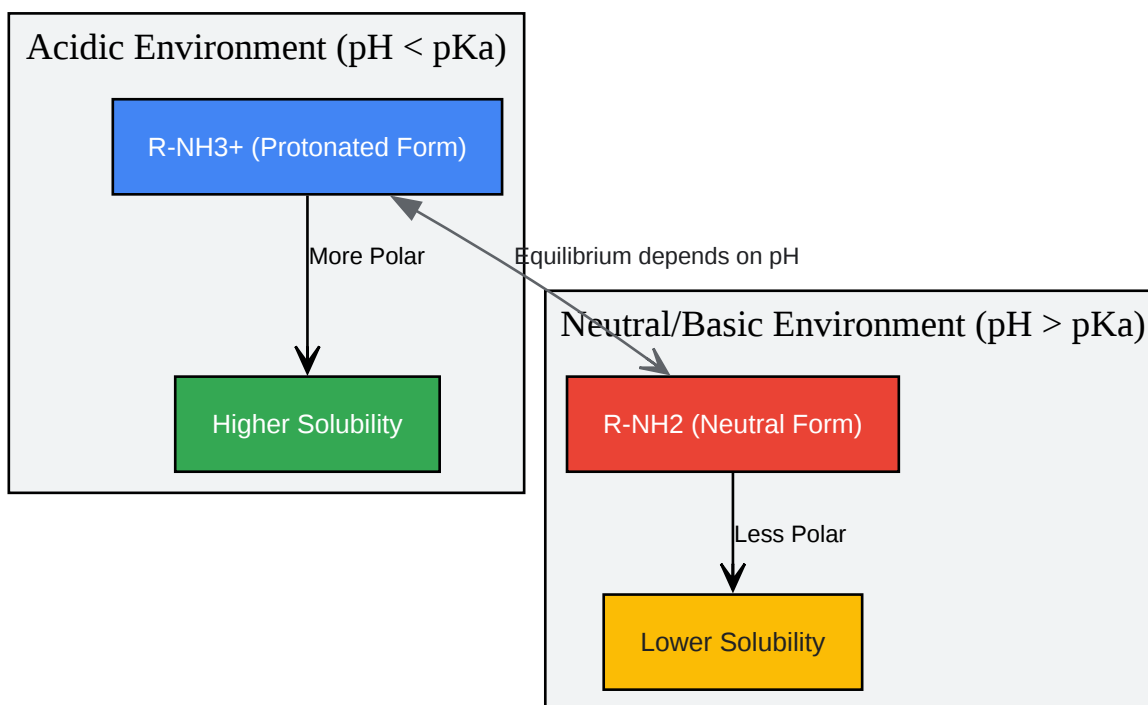 Acidic Environment (pH < pKa)
R-NH3+ (Protonated Form)
More Polar
Equilibrium depends on pH
Higher Solubility
Neutral/Basic Environment (pH > pKa)
R-NH2 (Neutral Form)
Less Polar
Lower Solubility